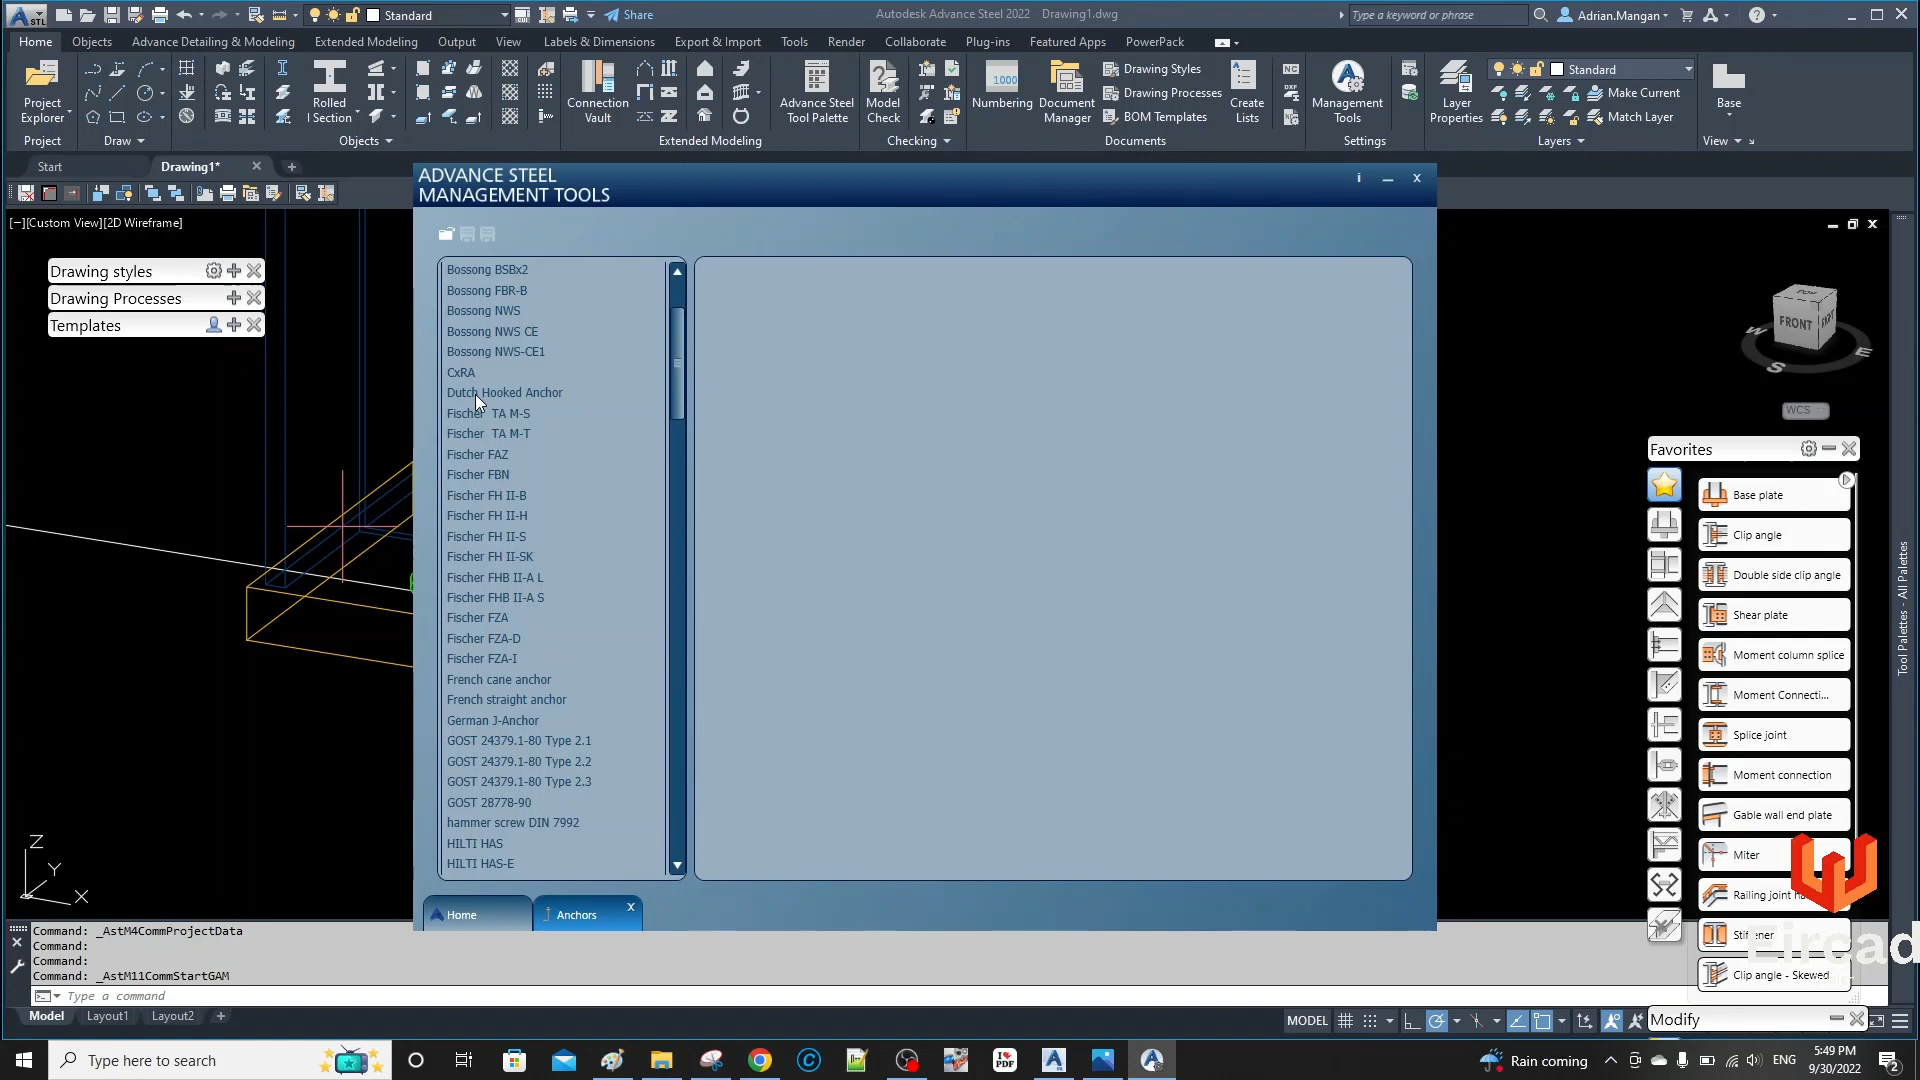 Standard
Share
Autodesk Advance Steel 2022 Drawing1.dwg
Type a keyword or phrase
Adrian.Mangan
Home Objects Advance Detailing & Modeling Extended Modeling Output View Labels & Dimensions Export & Import Tools Render Collaborate Plug-ins Featured Apps PowerPack
Project Explorer
Rolled I Section
Connection Vault
Advance Steel Tool Palette
Model Check
1000
Numbering
Document Manager
Drawing Styles
Drawing Processes
BOM Templates
Create Lists
NC
DXF
Management Tools
Layer Properties
Standard
Make Current
Match Layer
Base
Project Draw Objects Extended Modeling Checking Documents Settings Layers View
Start Drawing1*
[−][Custom View][2D Wireframe]
Drawing styles
Drawing Processes
Templates
ADVANCE STEEL
MANAGEMENT TOOLS
Bossong BSBx2
Bossong FBR-B
Bossong NWS
Bossong NWS CE
Bossong NWS-CE1
CxRA
Dutch Hooked Anchor
Fischer TA M-S
Fischer TA M-T
Fischer FAZ
Fischer FBN
Fischer FH II-B
Fischer FH II-H
Fischer FH II-S
Fischer FH II-SK
Fischer FHB II-A L
Fischer FHB II-A S
Fischer FZA
Fischer FZA-D
Fischer FZA-I
French cane anchor
French straight anchor
German J-Anchor
GOST 24379.1-80 Type 2.1
GOST 24379.1-80 Type 2.2
GOST 24379.1-80 Type 2.3
GOST 28778-90
hammer screw DIN 7992
HILTI HAS
HILTI HAS-E
Home Anchors X
TOP
FRONT
W
S
E
WCS
Favorites
Base plate
Clip angle
Double side clip angle
Shear plate
Moment column splice
Moment Connecti...
Splice joint
Moment connection
Gable wall end plate
Miter
Railing joint
Clip angle - Skewed
Eircad
Tool Palettes - All Palettes
Z
Y
X
Command: _AstM4CommProjectData
Command:
Command:
Command: _AstM11CommStartGAM
Type a command
Model Layout1 Layout2 +
MODEL
Modify
Type here to search
Rain coming
ENG
5:49 PM
9/30/2022
2